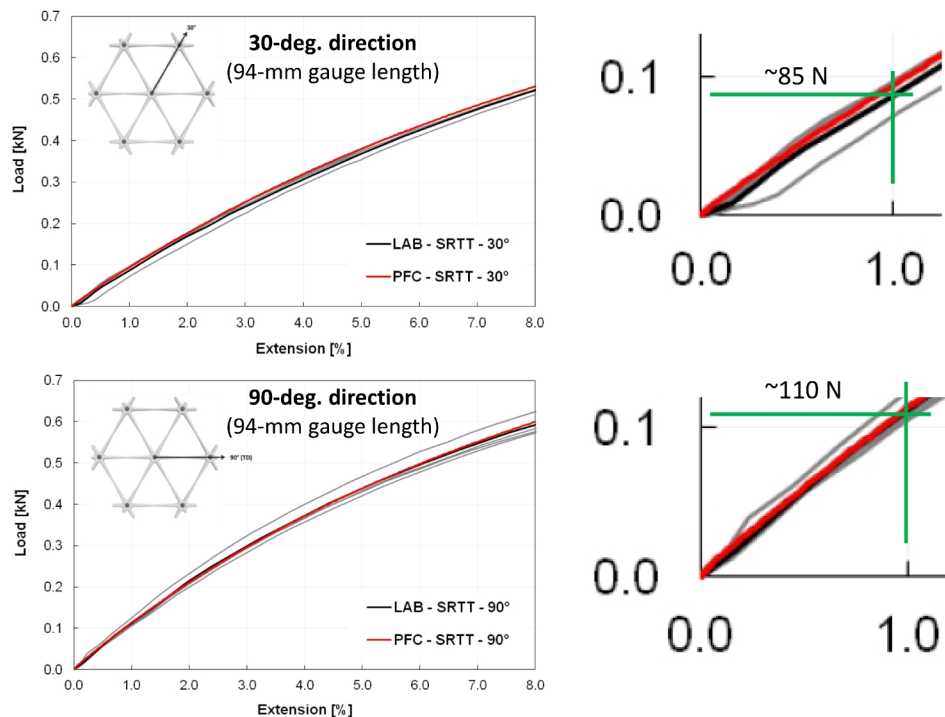 0.7
0.6
0.5
0.4
0.3
0.2
0.1
0.0
Load [kN]
30°
30-deg. direction
(94-mm gauge length)
LAB - SRTT - 30°
PFC - SRTT - 30°
0.0 1.0 2.0 3.0 4.0 5.0 6.0 7.0 8.0
Extension [%]
0.1
~85 N
0.0
0.0 1.0
0.7
0.6
0.5
0.4
0.3
0.2
0.1
0.0
Load [kN]
90° (TD)
90-deg. direction
(94-mm gauge length)
LAB - SRTT - 90°
PFC - SRTT - 90°
0.0 1.0 2.0 3.0 4.0 5.0 6.0 7.0 8.0
Extension [%]
~110 N
0.1
0.0
0.0 1.0